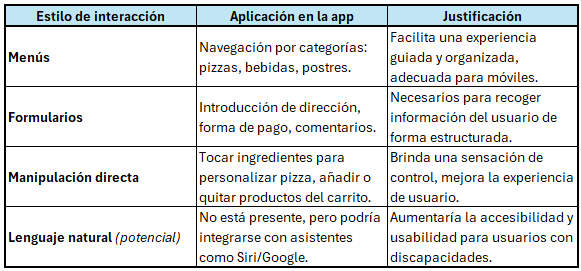 Estilo de interacción Aplicación en la app Justificación
Menús
Navegación por categorías:
pizzas, bebidas, postres.
Facilita una experiencia
guiada y organizada,
adecuada para móviles.
Formularios
Introducción de dirección,
forma de pago, comentarios.
Necesarios para recoger
información del usuario de
forma estructurada.
Manipulación directa
Tocar ingredientes para
personalizar pizza, añadir o
quitar productos del carrito.
Brinda una sensación de
control, mejora la experiencia
de usuario.
Lenguaje natural (potencial)
No está presente, pero podría
integrarse con asistentes
como Siri/Google.
Aumentaría la accesibilidad y
usabilidad para usuarios con
discapacidades.